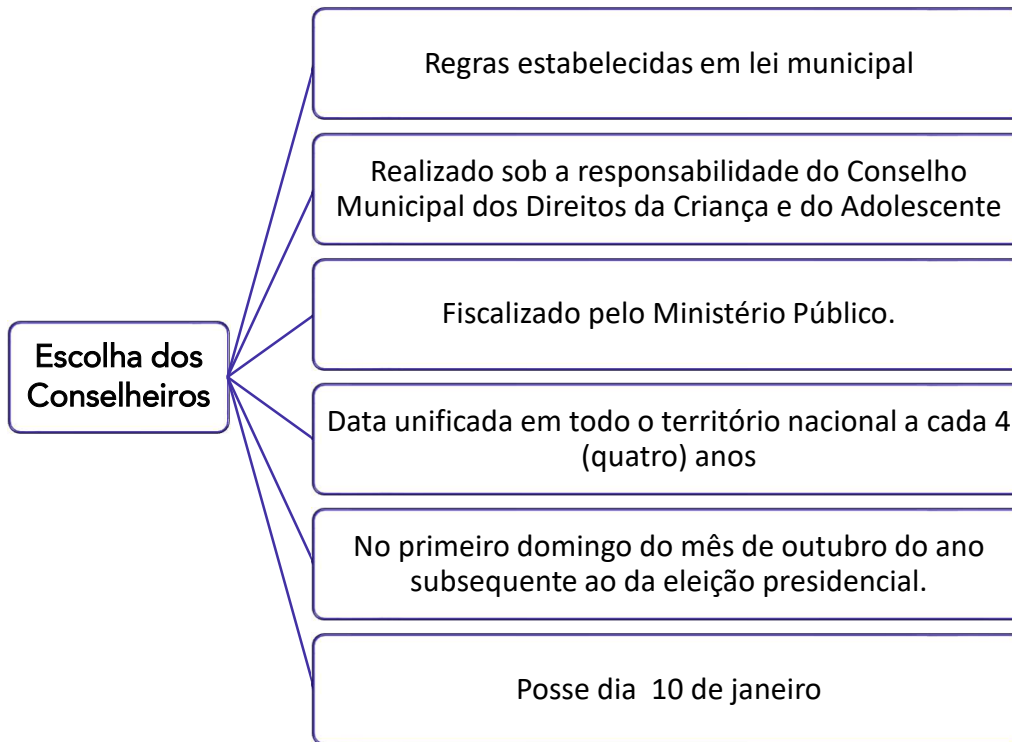 Escolha dos
Conselheiros
Regras estabelecidas em lei municipal
Realizado sob a responsabilidade do Conselho
Municipal dos Direitos da Criança e do Adolescente
Fiscalizado pelo Ministério Público.
Data unificada em todo o território nacional a cada 4
(quatro) anos
No primeiro domingo do mês de outubro do ano
subsequente ao da eleição presidencial.
Posse dia 10 de janeiro